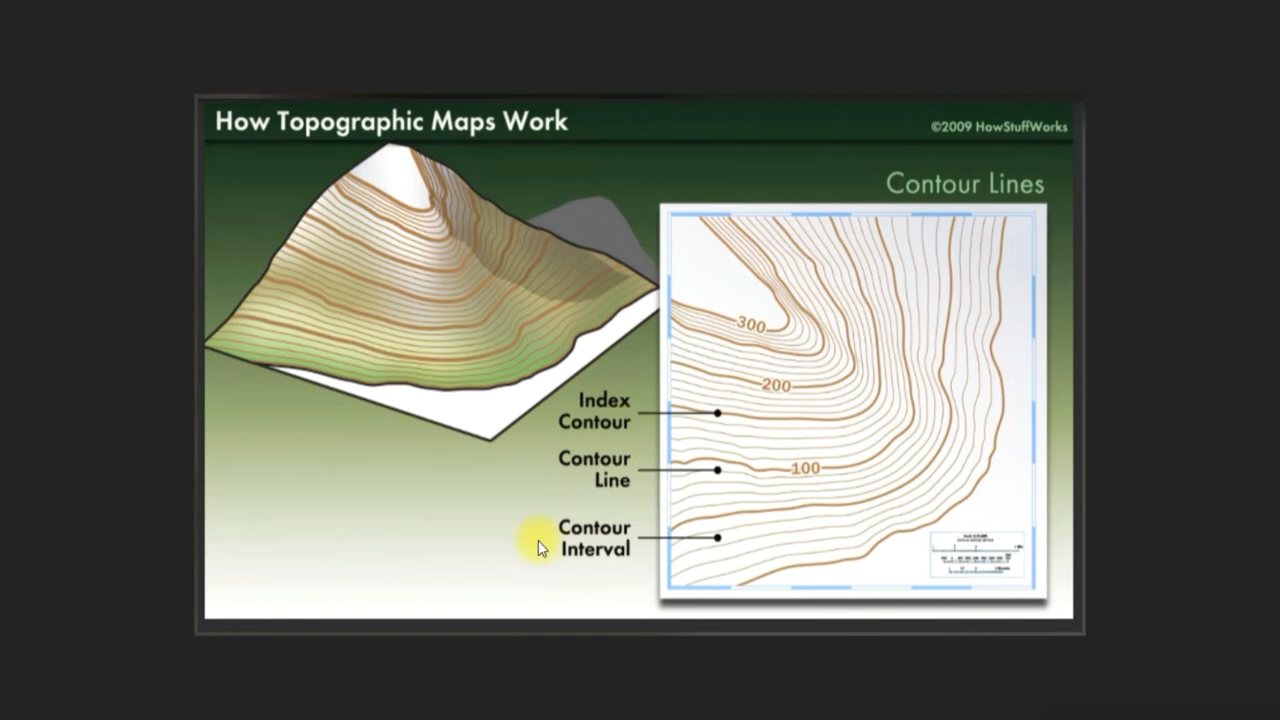 How Topographic Maps Work
©2009 HowStuffWorks
Contour Lines
300
200
Index
Contour
Contour
Line
100
Contour
Interval